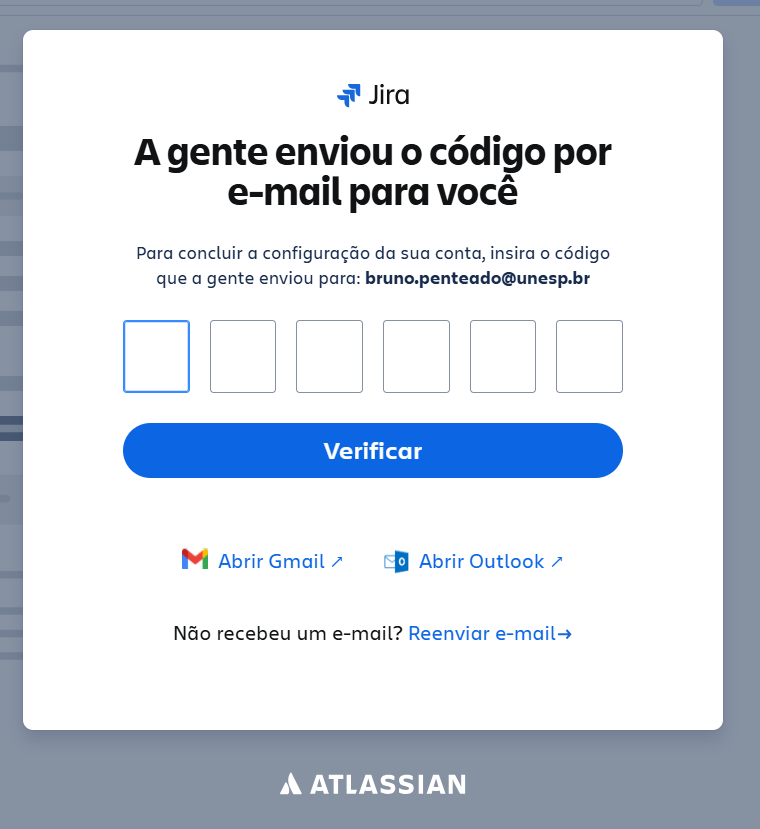 Jira
A gente enviou o código por
e-mail para você
Para concluir a configuração da sua conta, insira o código
que a gente enviou para: bruno.penteado@unesp.br
Verificar
Abrir Gmail ↗ Abrir Outlook ↗
Não recebeu um e-mail? Reenviar e-mail→
ATLASSIAN